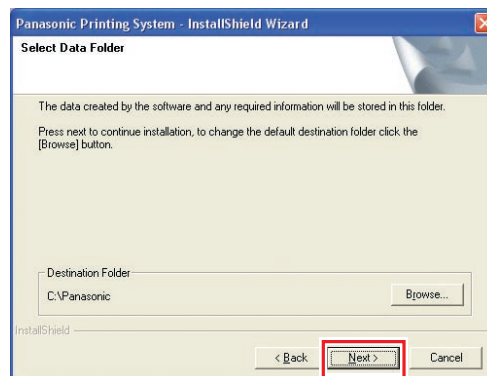 Panasonic Printing System - InstallShield Wizard
Select Data Folder
The data created by the software and any required information will be stored in this folder.
Press next to continue installation, to change the default destination folder click the
[Browse] button.
Destination Folder
C:\Panasonic
Browse...
InstallShield
< Back Next > Cancel